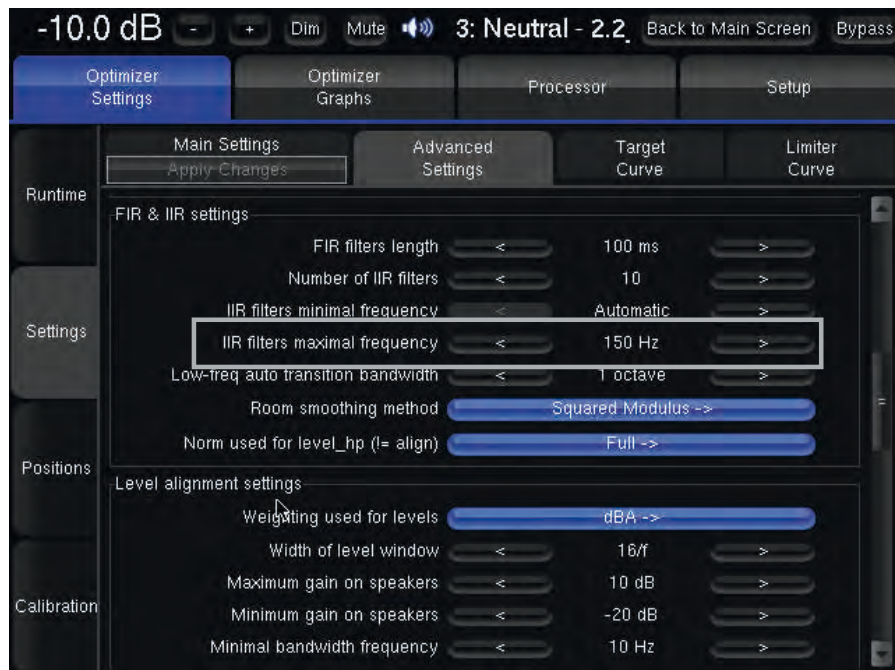 -10.0 dB - + Dim Mute 3: Neutral - 2.2 Back to Main Screen Bypass
Optimizer Settings Optimizer Graphs Processor Setup
Main Settings Advanced Settings Target Curve Limiter Curve
Apply Changes
Runtime
FIR & IIR settings
FIR filters length < 100 ms >
Number of IIR filters < 10 >
IIR filters minimal frequency < Automatic >
Settings
IIR filters maximal frequency < 150 Hz >
Low-freq auto transition bandwidth < 1 octave >
Room smoothing method Squared Modulus ->
Norm used for level_hp (!= align) Full ->
Positions
Level alignment settings
Weighting used for levels dBA ->
Width of level window < 16/f >
Maximum gain on speakers < 10 dB >
Calibration
Minimum gain on speakers < -20 dB >
Minimal bandwidth frequency < 10 Hz >